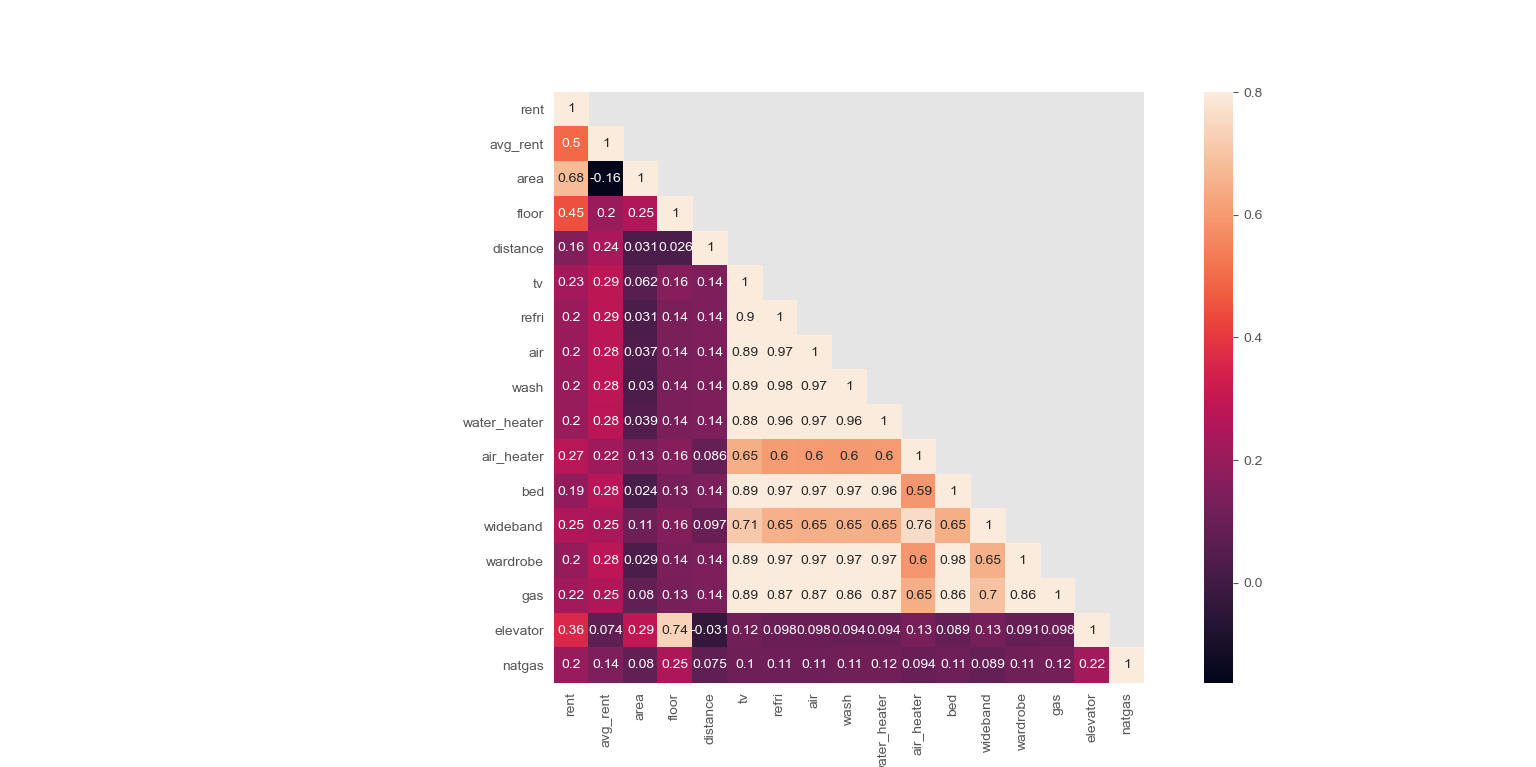 0.8
rent 1
avg_rent 0.5 1
0.6
area 0.68 -0.16 1
floor 0.45 0.2 0.25 1
distance 0.16 0.24 0.031 0.026 1
tv 0.23 0.29 0.062 0.16 0.14 1
refri 0.2 0.29 0.031 0.14 0.14 0.9 1
0.4
air 0.2 0.28 0.037 0.14 0.14 0.89 0.97 1
wash 0.2 0.28 0.03 0.14 0.14 0.89 0.98 0.97 1
water_heater 0.2 0.28 0.039 0.14 0.14 0.88 0.96 0.97 0.96 1
air_heater 0.27 0.22 0.13 0.16 0.086 0.65 0.6 0.6 0.6 0.6 1
0.2
bed 0.19 0.28 0.024 0.13 0.14 0.89 0.97 0.97 0.97 0.96 0.59 1
wideband 0.25 0.25 0.11 0.16 0.097 0.71 0.65 0.65 0.65 0.65 0.76 0.65 1
wardrobe 0.2 0.28 0.029 0.14 0.14 0.89 0.97 0.97 0.97 0.97 0.6 0.98 0.65 1
0.0
gas 0.22 0.25 0.08 0.13 0.14 0.89 0.87 0.87 0.86 0.87 0.65 0.86 0.7 0.86 1
elevator 0.36 0.074 0.29 0.74 -0.031 0.12 0.098 0.098 0.094 0.094 0.13 0.089 0.13 0.091 0.098 1
natgas 0.2 0.14 0.08 0.25 0.075 0.1 0.11 0.11 0.11 0.12 0.094 0.11 0.089 0.11 0.12 0.22 1
rent
avg_rent
area
floor
distance
tv
refri
air
wash
ater_heater
air_heater
bed
wideband
wardrobe
gas
elevator
natgas